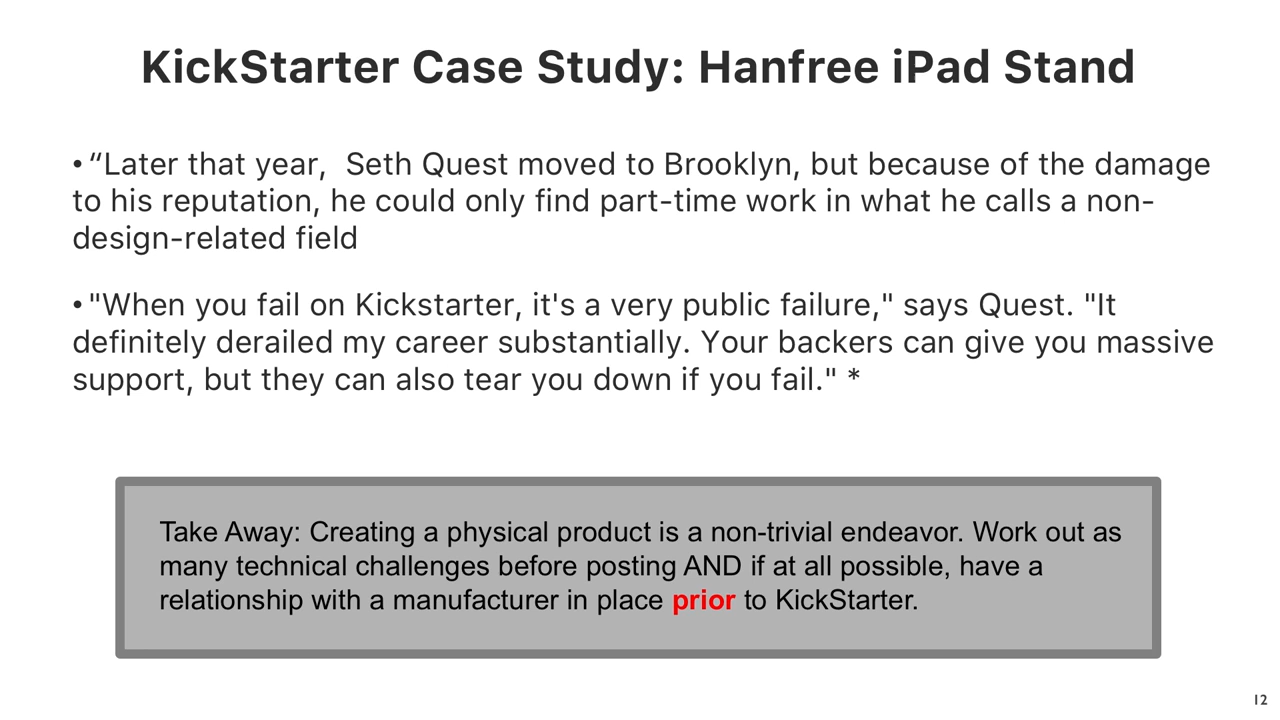 KickStarter Case Study: Hanfree iPad Stand
• “Later that year,  Seth Quest moved to Brooklyn, but because of the damage
to his reputation, he could only find part-time work in what he calls a non-
design-related field
• "When you fail on Kickstarter, it's a very public failure," says Quest. "It
definitely derailed my career substantially. Your backers can give you massive
support, but they can also tear you down if you fail." *
Take Away: Creating a physical product is a non-trivial endeavor. Work out as
many technical challenges before posting AND if at all possible, have a
relationship with a manufacturer in place prior to KickStarter.
12